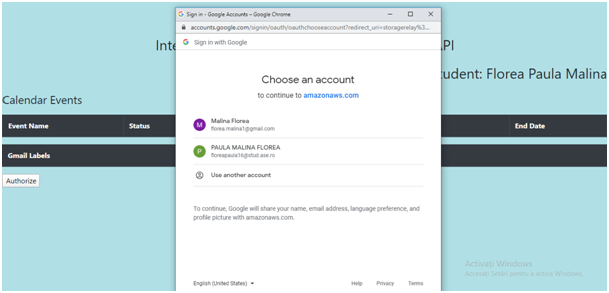 Sign in - Google Accounts – Google Chrome
accounts.google.com/signin/oauth/oauthchooseaccount?redirect_uri=storagerelay%3...
Sign in with Google
Choose an account
to continue to amazonaws.com
M
Malina Florea
florea.malina1@gmail.com
P
PAULA MALINA FLOREA
floreapaula16@stud.ase.ro
Use another account
To continue, Google will share your name, email address, language preference, and
profile picture with amazonaws.com.
English (United States)
Help Privacy Terms
Inte
API
tudent: Florea Paula Malina
Calendar Events
Event Name Status End Date
Gmail Labels
Authorize
Activați Windows
Accesați Setări pentru a activa Windows.